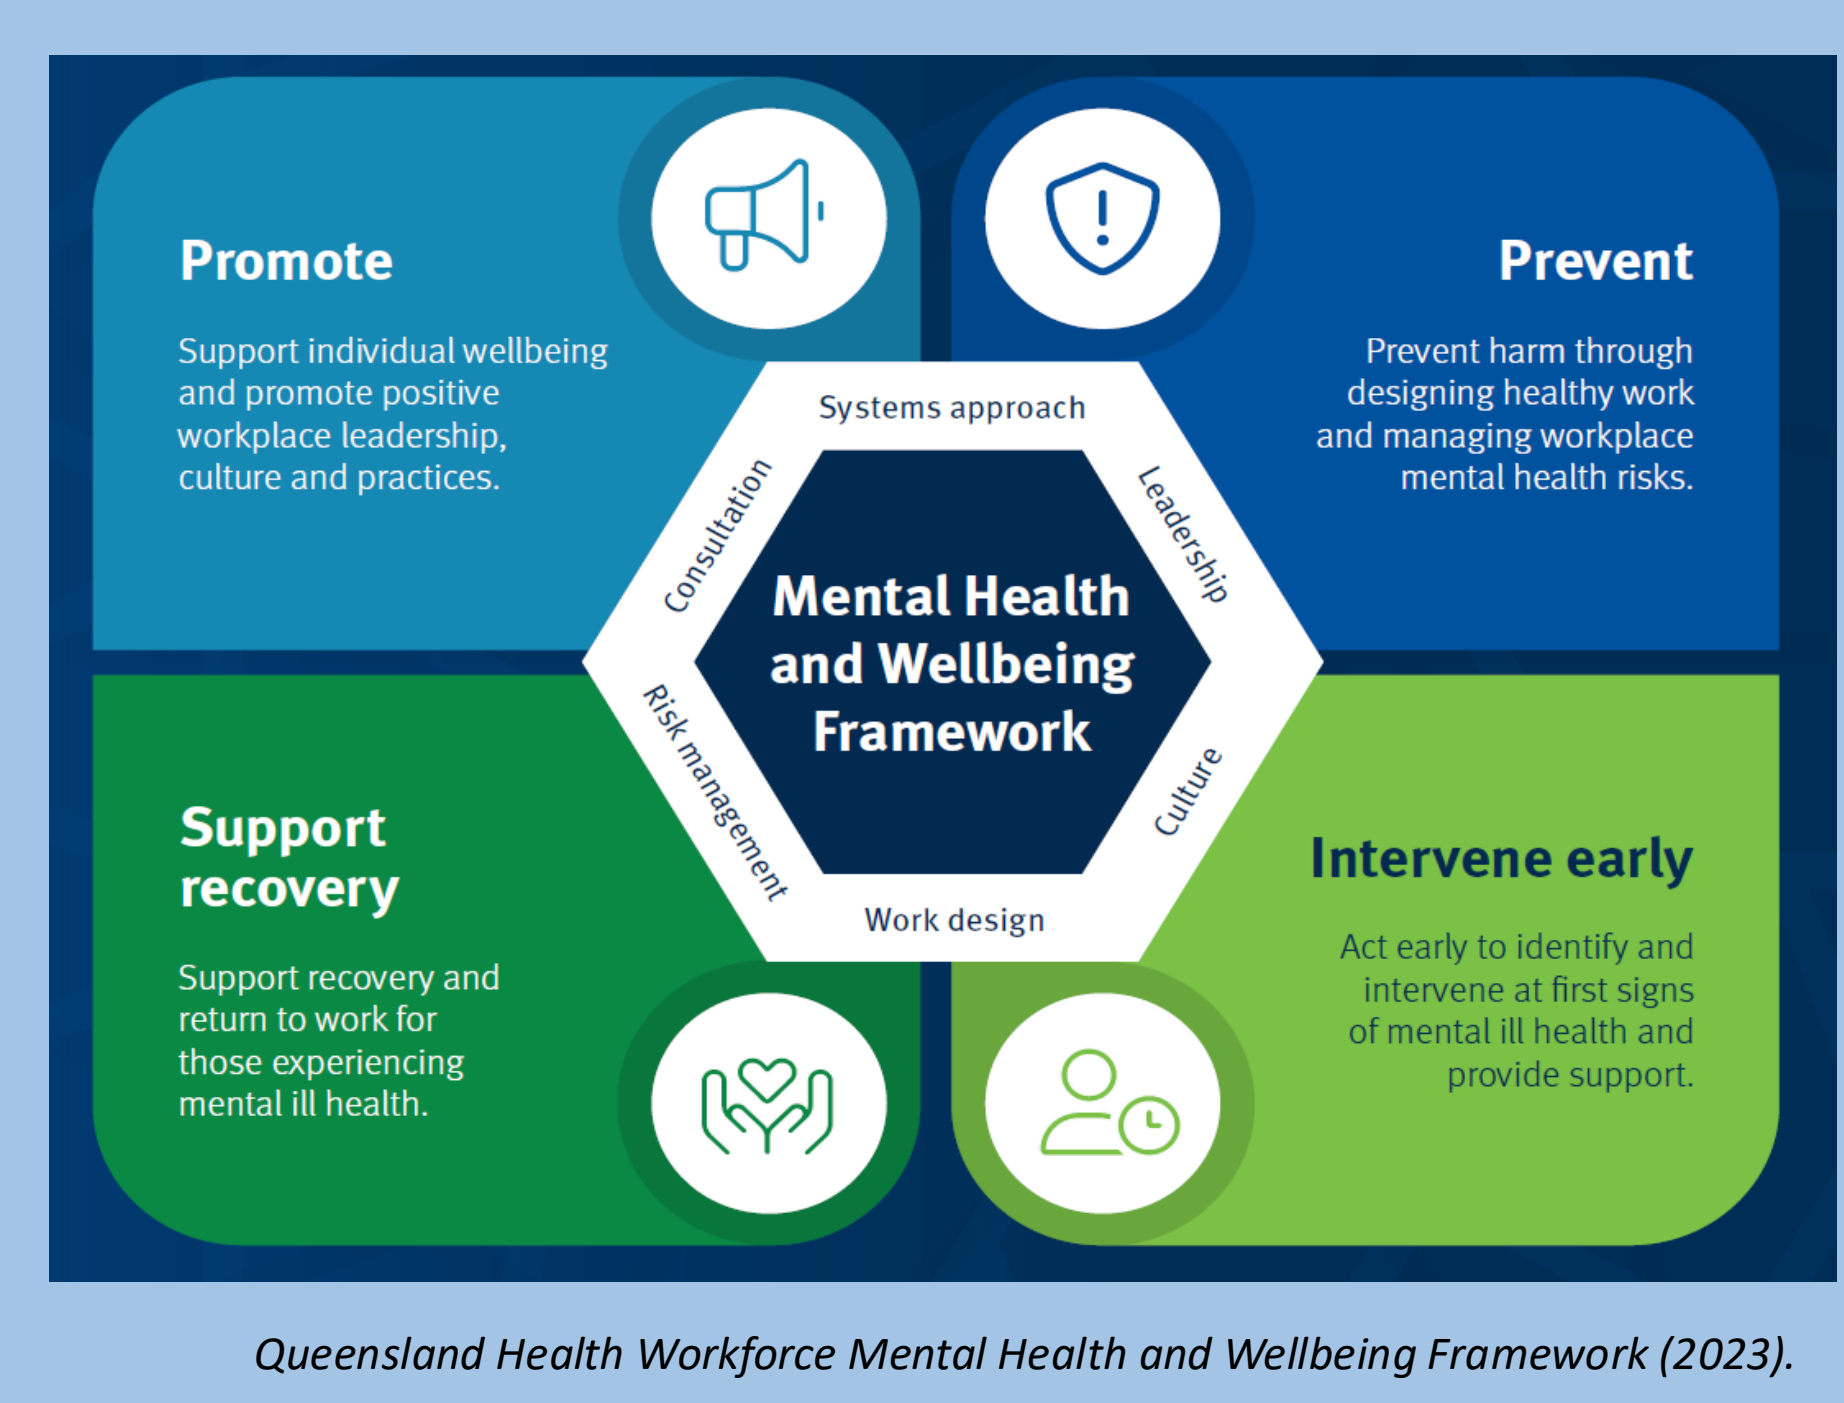 Promote
Support individual wellbeing
and promote positive
workplace leadership,
culture and practices.
Prevent
Prevent harm through
designing healthy work
and managing workplace
mental health risks.
Systems approach
Leadership
Culture
Work design
Risk management
Consultation
Mental Health
and Wellbeing
Framework
Support
recovery
Support recovery and
return to work for
those experiencing
mental ill health.
Intervene early
Act early to identify and
intervene at first signs
of mental ill health and
provide support.
Queensland Health Workforce Mental Health and Wellbeing Framework (2023).